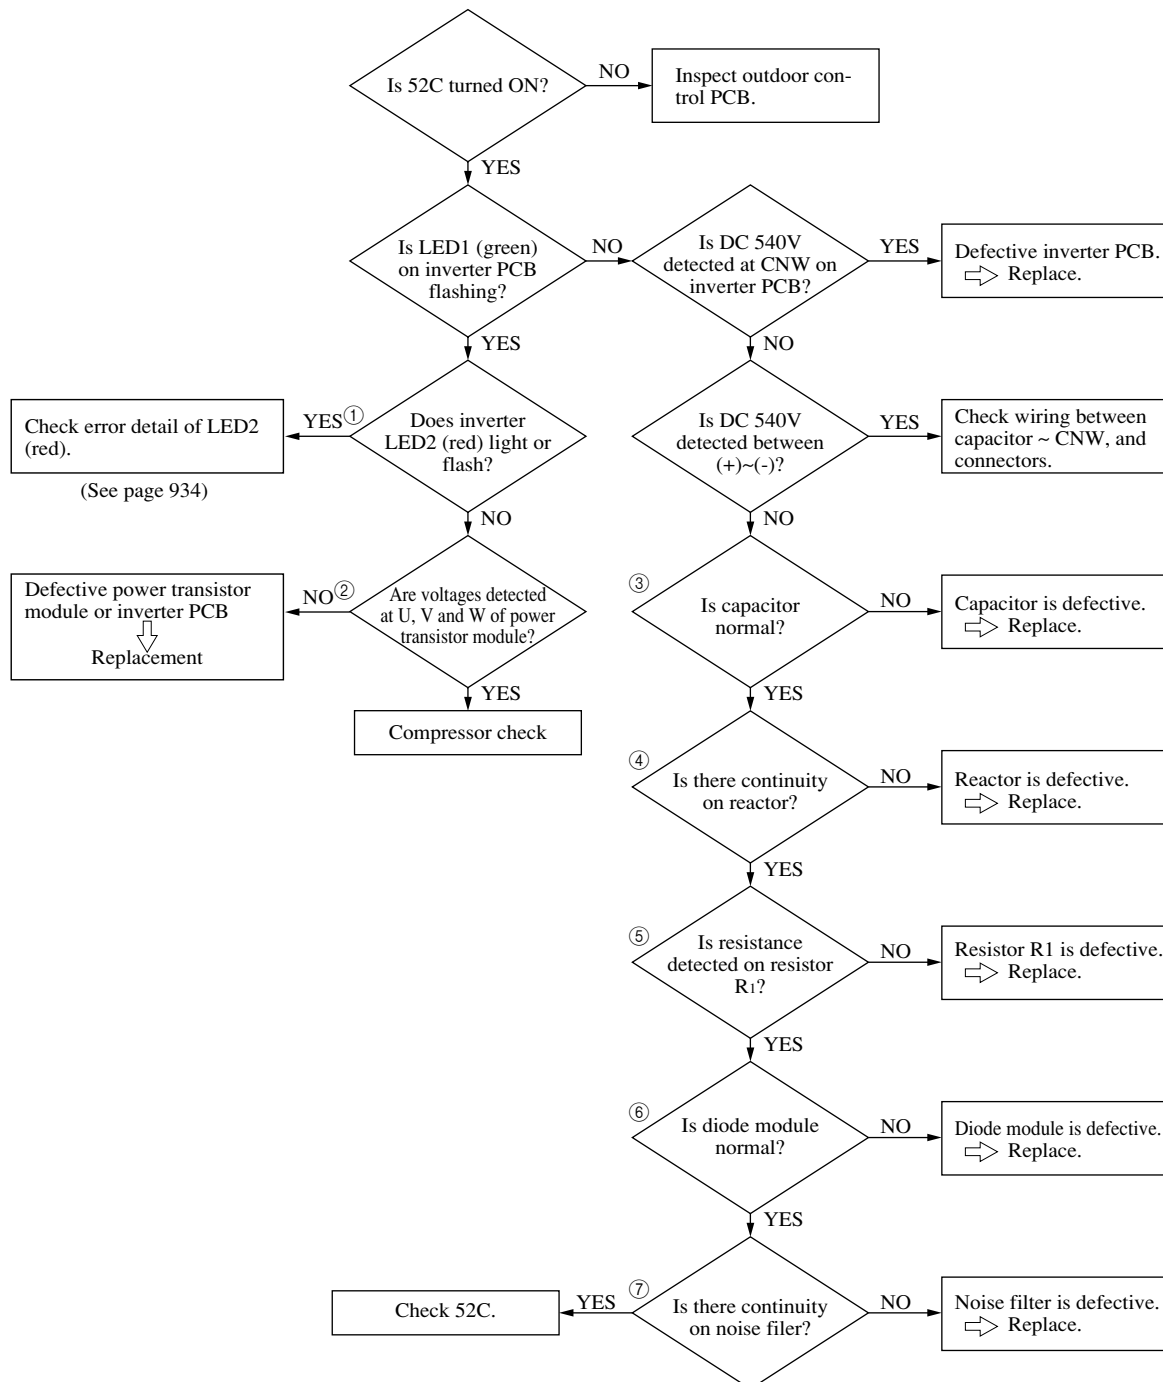 Is 52C turned ON?
NO
Inspect outdoor con-
trol PCB.
YES
Is LED1 (green)
on inverter PCB
flashing?
NO
Is DC 540V
detected at CNW on
inverter PCB?
YES
Defective inverter PCB.
⇨ Replace.
YES
NO
Check error detail of LED2
(red).
(See page 934)
YES①
Does inverter
LED2 (red) light or
flash?
Is DC 540V
detected between
(+)~(-)?
YES
Check wiring between
capacitor ~ CNW, and
connectors.
NO
NO
Defective power transistor
module or inverter PCB
Replacement
NO②
Are voltages detected
at U, V and W of power
transistor module?
③
Is capacitor
normal?
NO
Capacitor is defective.
⇨ Replace.
YES
YES
Compressor check
④
Is there continuity
on reactor?
NO
Reactor is defective.
⇨ Replace.
YES
⑤
Is resistance
detected on resistor
R1?
NO
Resistor R1 is defective.
⇨ Replace.
YES
⑥
Is diode module
normal?
NO
Diode module is defective.
⇨ Replace.
YES
Check 52C.
YES
⑦
Is there continuity
on noise filer?
NO
Noise filter is defective.
⇨ Replace.